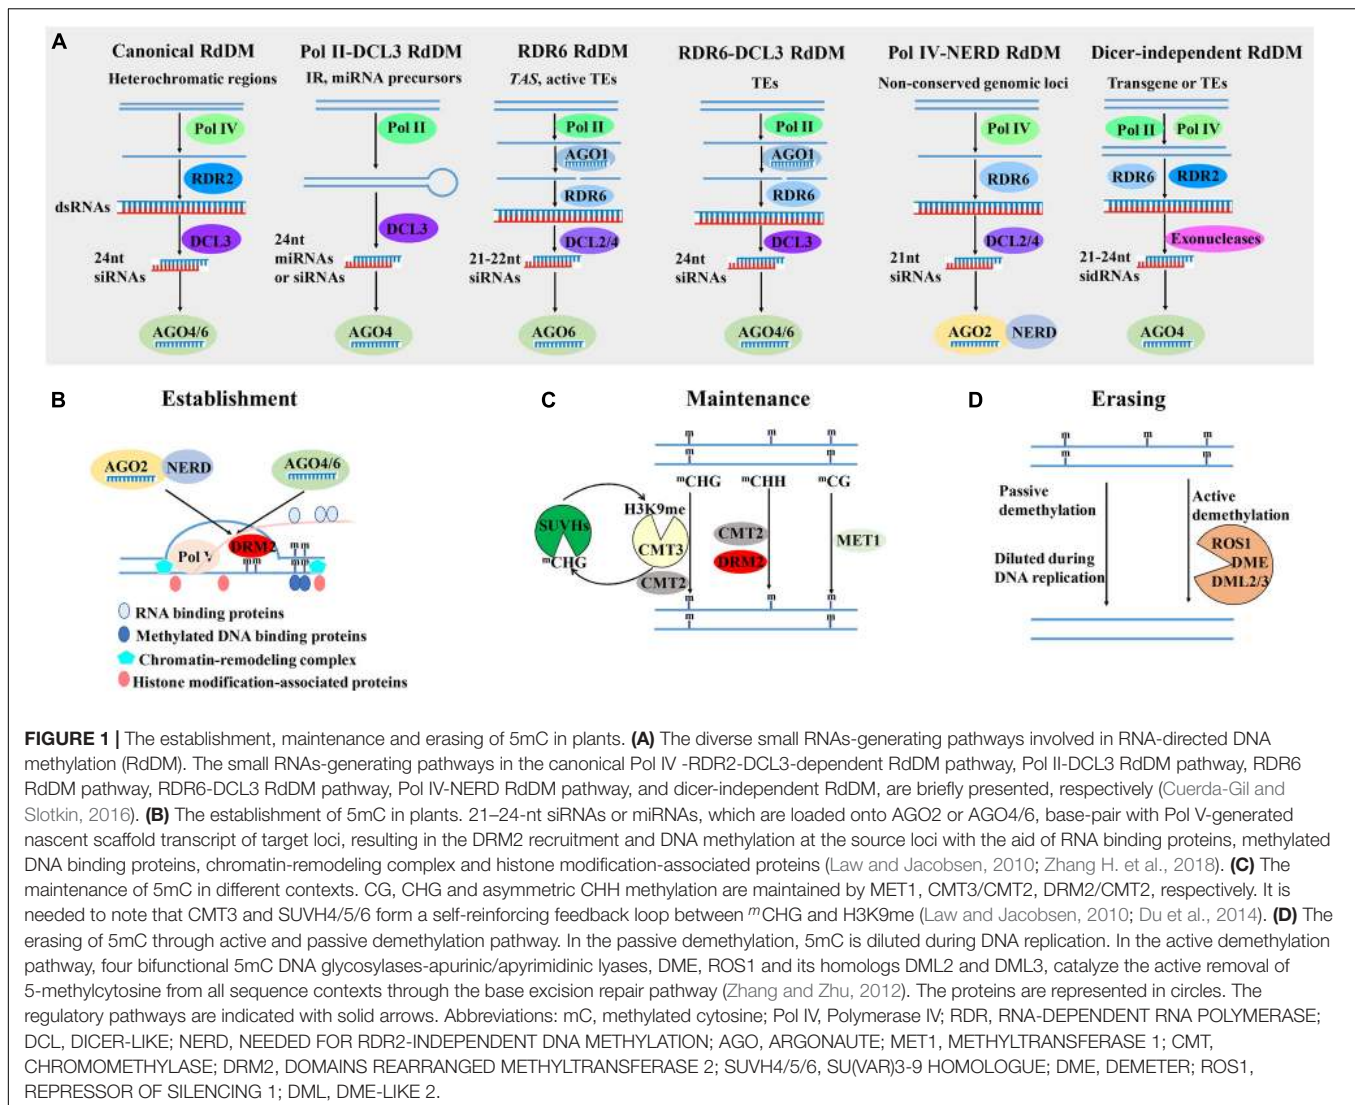 A
Canonical RdDM
Heterochromatic regions
Pol IV
RDR2
dsRNAs
DCL3
24nt
siRNAs
AGO4/6
Pol II-DCL3 RdDM
IR, miRNA precursors
Pol II
DCL3
24nt
miRNAs
or siRNAs
AGO4
RDR6 RdDM
TAS, active TEs
Pol II
AGO1
RDR6
DCL2/4
21-22nt
siRNAs
AGO6
RDR6-DCL3 RdDM
TEs
Pol II
AGO1
RDR6
DCL3
24nt
siRNAs
AGO4/6
Pol IV-NERD RdDM
Non-conserved genomic loci
Pol IV
RDR6
DCL2/4
21nt
siRNAs
AGO2 NERD
Dicer-independent RdDM
Transgene or TEs
Pol II Pol IV
RDR6 RDR2
Exonucleases
21-24nt
sidRNAs
AGO4
B Establishment
AGO2 NERD AGO4/6
Pol V DRM2
m m
m m
RNA binding proteins
Methylated DNA binding proteins
Chromatin-remodeling complex
Histone modification-associated proteins
C Maintenance
m m m
m m
mCHG mCHH mCG
H3K9me
SUVHs
CMT3
mCHG
CMT2
CMT2
DRM2
MET1
m m m
m m
D Erasing
m m m
m m
Passive
demethylation
Diluted during
DNA replication
Active
demethylation
ROS1
DME
DML2/3
FIGURE 1 | The establishment, maintenance and erasing of 5mC in plants. (A) The diverse small RNAs-generating pathways involved in RNA-directed DNA
methylation (RdDM). The small RNAs-generating pathways in the canonical Pol IV -RDR2-DCL3-dependent RdDM pathway, Pol II-DCL3 RdDM pathway, RDR6
RdDM pathway, RDR6-DCL3 RdDM pathway, Pol IV-NERD RdDM pathway, and dicer-independent RdDM, are briefly presented, respectively (Cuerda-Gil and
Slotkin, 2016). (B) The establishment of 5mC in plants. 21–24-nt siRNAs or miRNAs, which are loaded onto AGO2 or AGO4/6, base-pair with Pol V-generated
nascent scaffold transcript of target loci, resulting in the DRM2 recruitment and DNA methylation at the source loci with the aid of RNA binding proteins, methylated
DNA binding proteins, chromatin-remodeling complex and histone modification-associated proteins (Law and Jacobsen, 2010; Zhang H. et al., 2018). (C) The
maintenance of 5mC in different contexts. CG, CHG and asymmetric CHH methylation are maintained by MET1, CMT3/CMT2, DRM2/CMT2, respectively. It is
needed to note that CMT3 and SUVH4/5/6 form a self-reinforcing feedback loop between mCHG and H3K9me (Law and Jacobsen, 2010; Du et al., 2014). (D) The
erasing of 5mC through active and passive demethylation pathway. In the passive demethylation, 5mC is diluted during DNA replication. In the active demethylation
pathway, four bifunctional 5mC DNA glycosylases-apurinic/apyrimidinic lyases, DME, ROS1 and its homologs DML2 and DML3, catalyze the active removal of
5-methylcytosine from all sequence contexts through the base excision repair pathway (Zhang and Zhu, 2012). The proteins are represented in circles. The
regulatory pathways are indicated with solid arrows. Abbreviations: mC, methylated cytosine; Pol IV, Polymerase IV; RDR, RNA-DEPENDENT RNA POLYMERASE;
DCL, DICER-LIKE; NERD, NEEDED FOR RDR2-INDEPENDENT DNA METHYLATION; AGO, ARGONAUTE; MET1, METHYLTRANSFERASE 1; CMT,
CHROMOMETHYLASE; DRM2, DOMAINS REARRANGED METHYLTRANSFERASE 2; SUVH4/5/6, SU(VAR)3-9 HOMOLOGUE; DME, DEMETER; ROS1,
REPRESSOR OF SILENCING 1; DML, DME-LIKE 2.